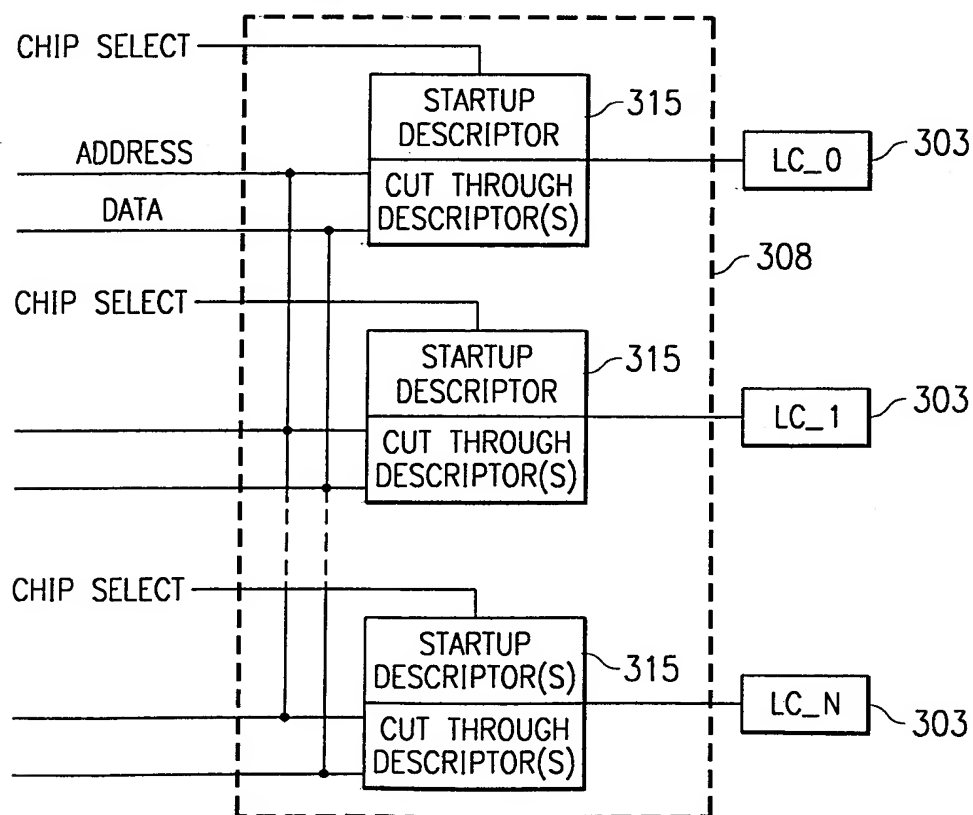 CHIP SELECT
STARTUP
DESCRIPTOR
315
ADDRESS
LC_0
303
DATA
CUT THROUGH
DESCRIPTOR(S)
308
CHIP SELECT
STARTUP
DESCRIPTOR
315
LC_1
303
CUT THROUGH
DESCRIPTOR(S)
CHIP SELECT
STARTUP
DESCRIPTOR(S)
315
LC_N
303
CUT THROUGH
DESCRIPTOR(S)